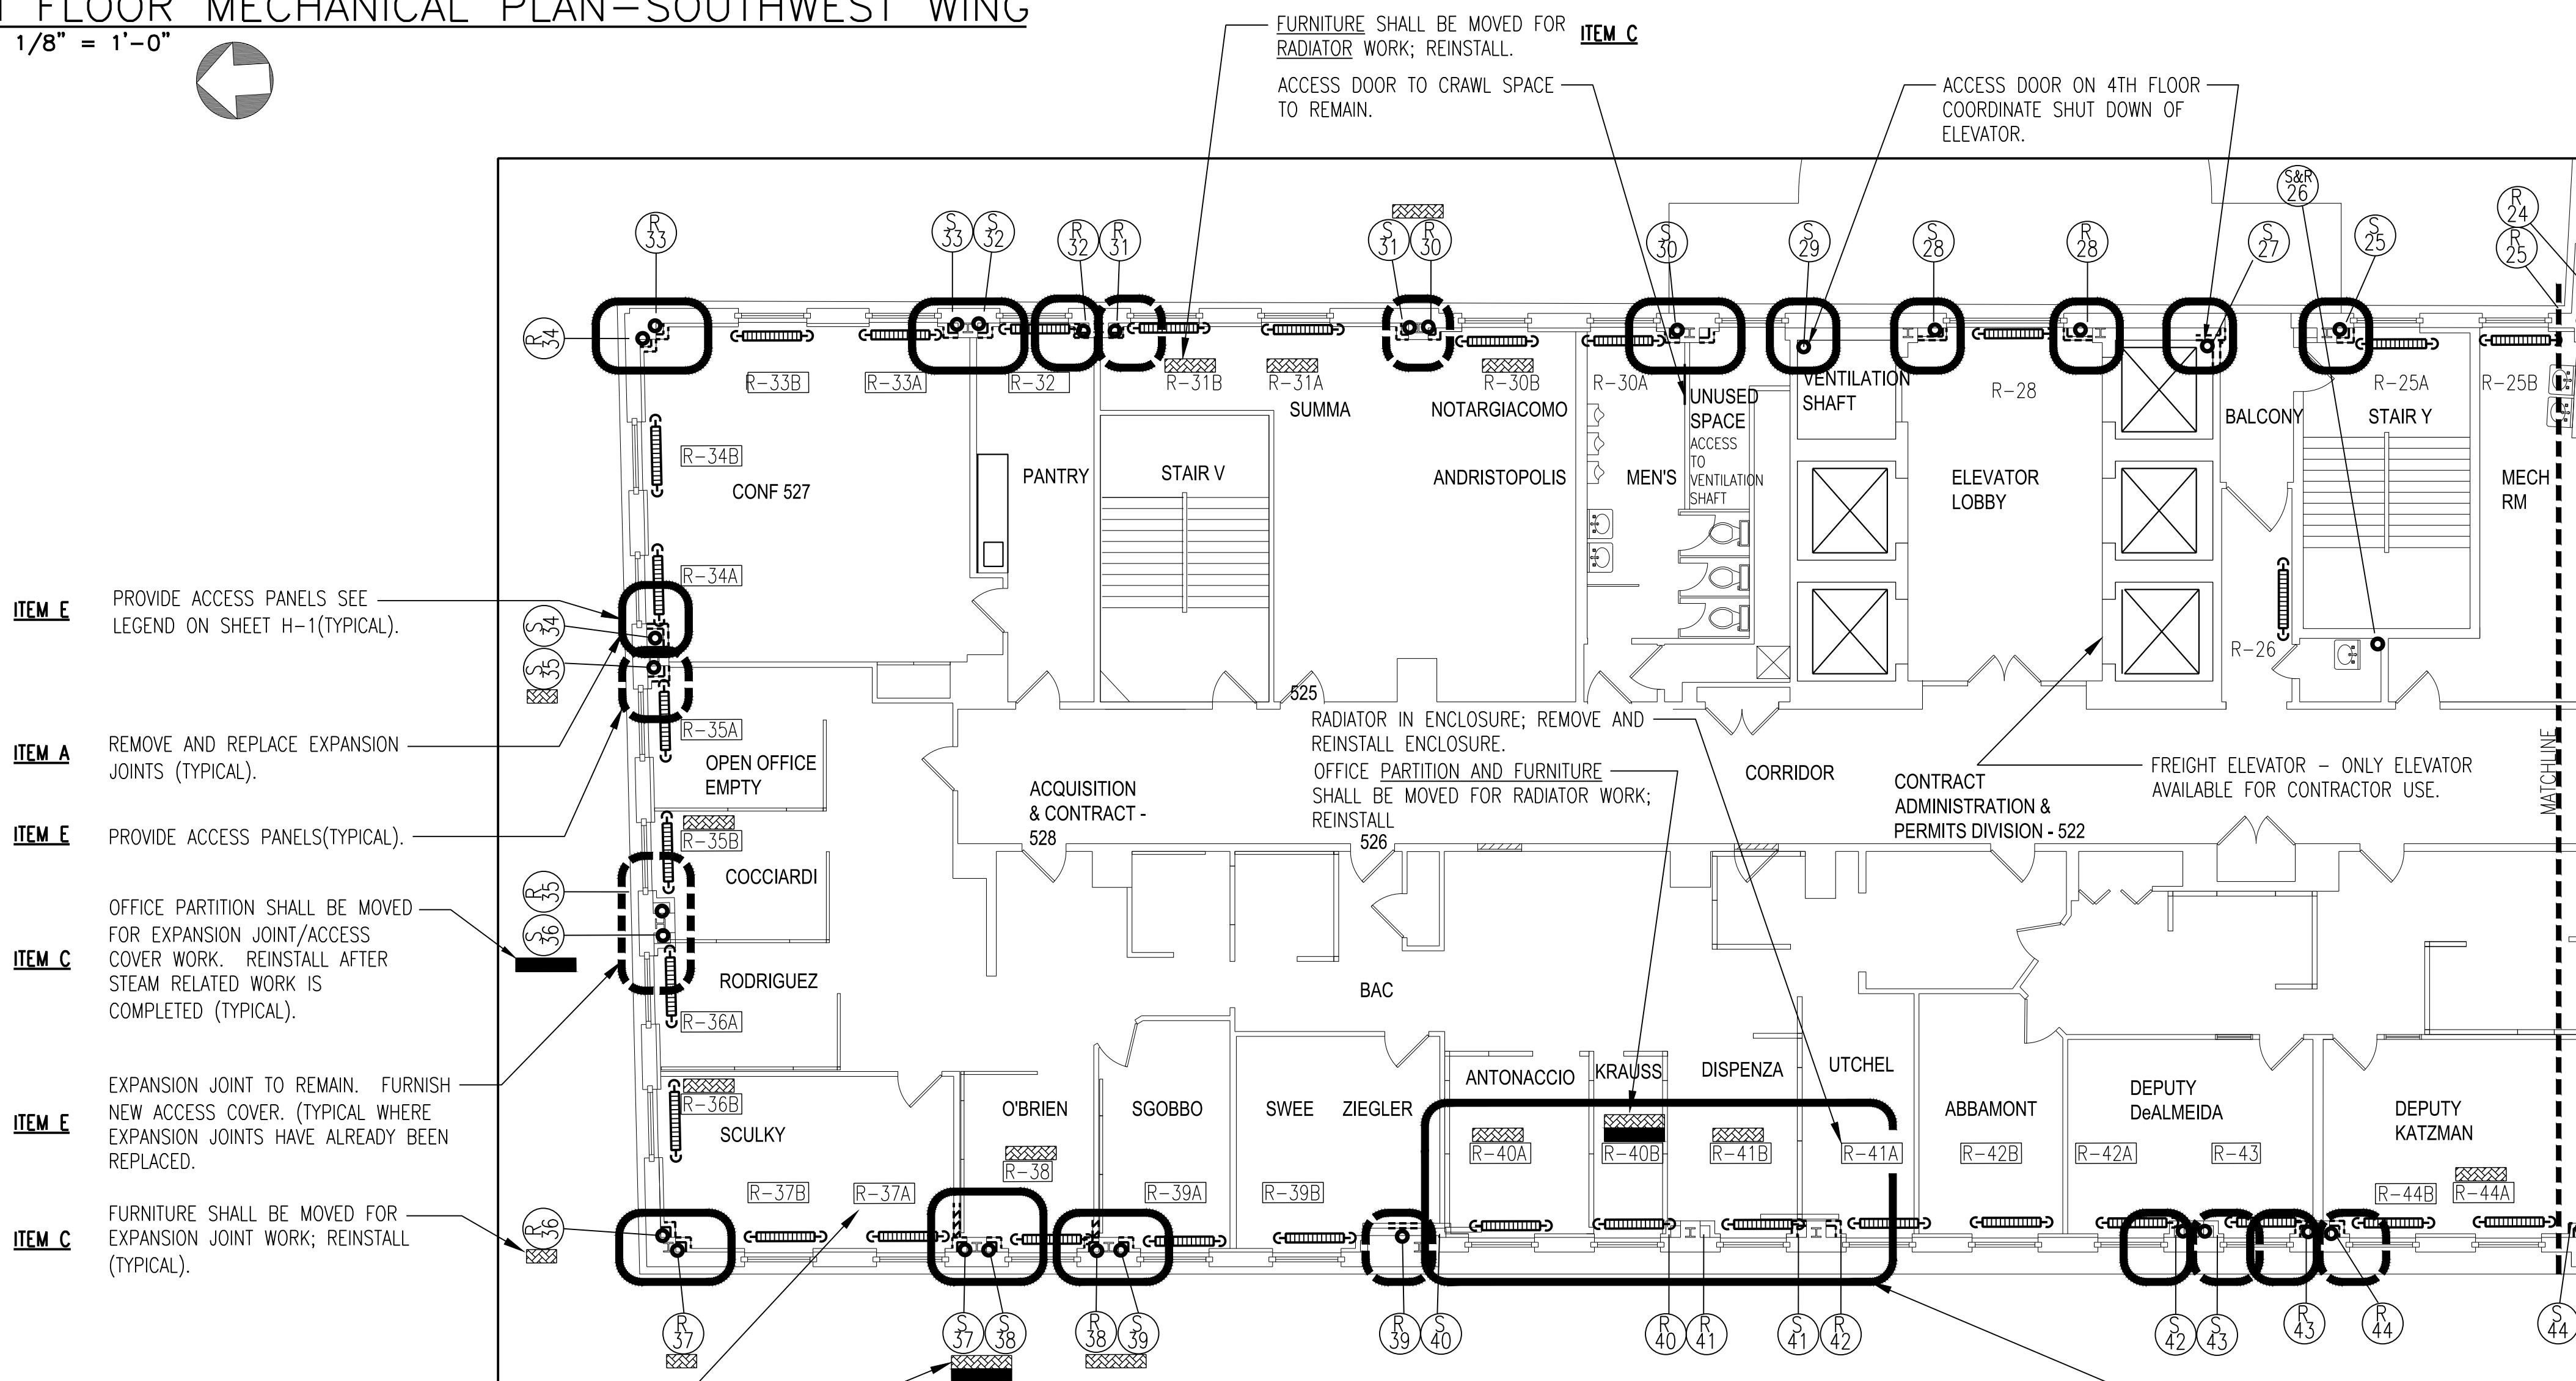 FLOOR MECHANICAL PLAN-SOUTHWEST WING
1/8" = 1'-0"
FURNITURE SHALL BE MOVED FOR
RADIATOR WORK; REINSTALL.
ITEM C
ACCESS DOOR TO CRAWL SPACE
TO REMAIN.
ACCESS DOOR ON 4TH FLOOR
COORDINATE SHUT DOWN OF
ELEVATOR.
R 33
S 33
S 32
R 32
R 31
S 31
R 30
S 30
S 29
S 28
R 28
S 27
S&R 26
S 25
R 24
R 25
R 34
R-33B
R-33A
R-32
R-31B
R-31A
R-30B
R-30A
R-28
R-25A
R-25B
SUMMA
NOTARGIACOMO
UNUSED
SPACE
ACCESS
TO
VENTILATION
SHAFT
VENTILATION
SHAFT
BALCONY
STAIR Y
R-34B
CONF 527
PANTRY
STAIR V
ANDRISTOPOLIS
MEN'S
ELEVATOR
LOBBY
MECH
RM
R-34A
ITEM E
PROVIDE ACCESS PANELS SEE
LEGEND ON SHEET H-1(TYPICAL).
S 34
S 35
R-26
ITEM A
REMOVE AND REPLACE EXPANSION
JOINTS (TYPICAL).
R-35A
OPEN OFFICE
EMPTY
525
RADIATOR IN ENCLOSURE; REMOVE AND
REINSTALL ENCLOSURE.
OFFICE PARTITION AND FURNITURE
SHALL BE MOVED FOR RADIATOR WORK;
REINSTALL
526
ACQUISITION
& CONTRACT -
528
CORRIDOR
CONTRACT
ADMINISTRATION &
PERMITS DIVISION - 522
FREIGHT ELEVATOR - ONLY ELEVATOR
AVAILABLE FOR CONTRACTOR USE.
MATCHLINE
ITEM E
PROVIDE ACCESS PANELS(TYPICAL).
R-35B
COCCIARDI
R 35
S 36
ITEM C
OFFICE PARTITION SHALL BE MOVED
FOR EXPANSION JOINT/ACCESS
COVER WORK. REINSTALL AFTER
STEAM RELATED WORK IS
COMPLETED (TYPICAL).
RODRIGUEZ
R-36A
BAC
ITEM E
EXPANSION JOINT TO REMAIN. FURNISH
NEW ACCESS COVER. (TYPICAL WHERE
EXPANSION JOINTS HAVE ALREADY BEEN
REPLACED.
R-36B
SCULKY
O'BRIEN
SGOBBO
SWEE
ZIEGLER
ANTONACCIO
KRAUSS
DISPENZA
UTCHEL
ABBAMONT
DEPUTY
DeALMEIDA
DEPUTY
KATZMAN
R-38
R-40A
R-40B
R-41B
R-41A
R-42B
R-42A
R-43
R-37B
R-37A
R-39A
R-39B
R-44B
R-44A
ITEM C
FURNITURE SHALL BE MOVED FOR
EXPANSION JOINT WORK; REINSTALL
(TYPICAL).
R 36
R 37
S 37
S 38
R 38
S 39
R 39
S 40
R 40
R 41
S 41
R 42
S 42
S 43
R 43
R 44
S 44